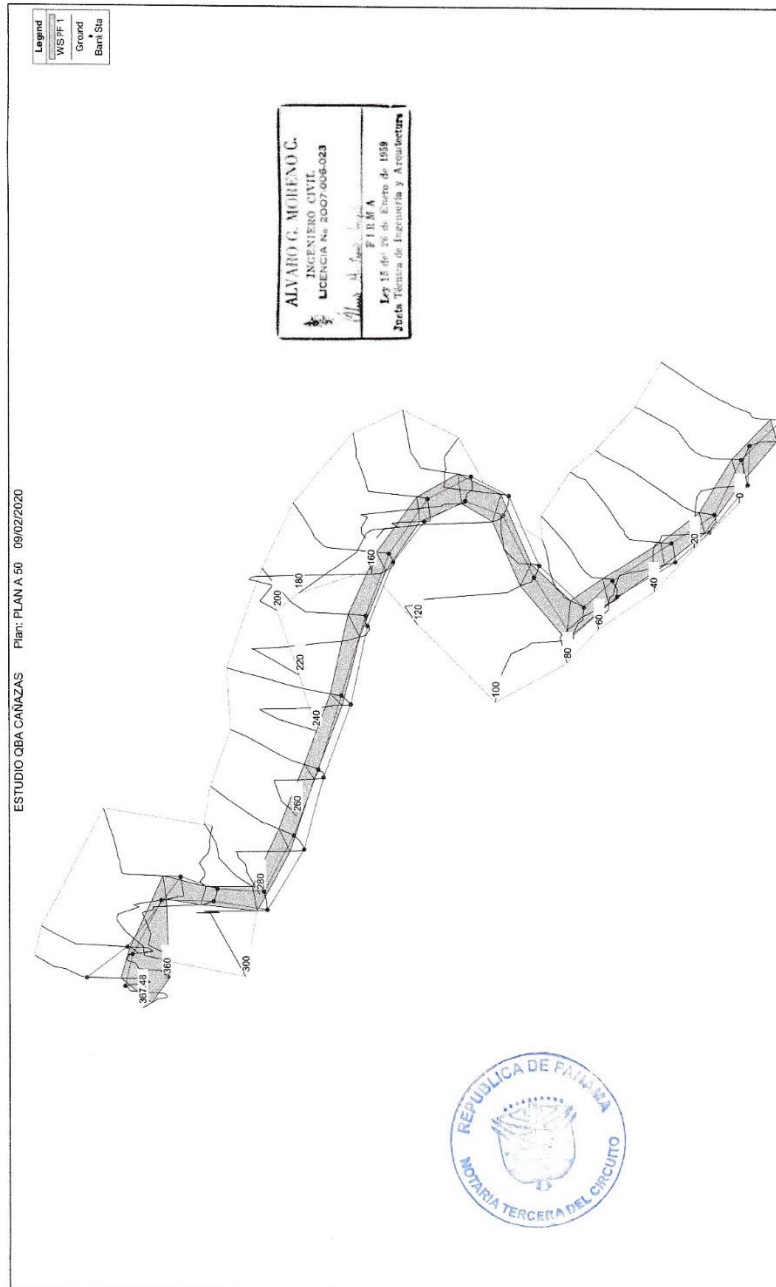 ESTUDIO QBA CAÑAZAS Plan: PLAN A 50 09/02/2020
Legend
WS PF 1
Ground
Bank Sta
ALVARO G. MORENO C.
INGENIERO CIVIL
LICENCIA No. 2007-006-023
FIRMA
Ley 15 del 26 de Enero de 1959
Junta Técnica de Ingeniería y Arquitectura
367.48
360
300
280
260
240
220
200
180
160
120
100
80
60
40
20
0
REPUBLICA DE PANAMA
NOTARIA TERCERA DEL CIRCUITO